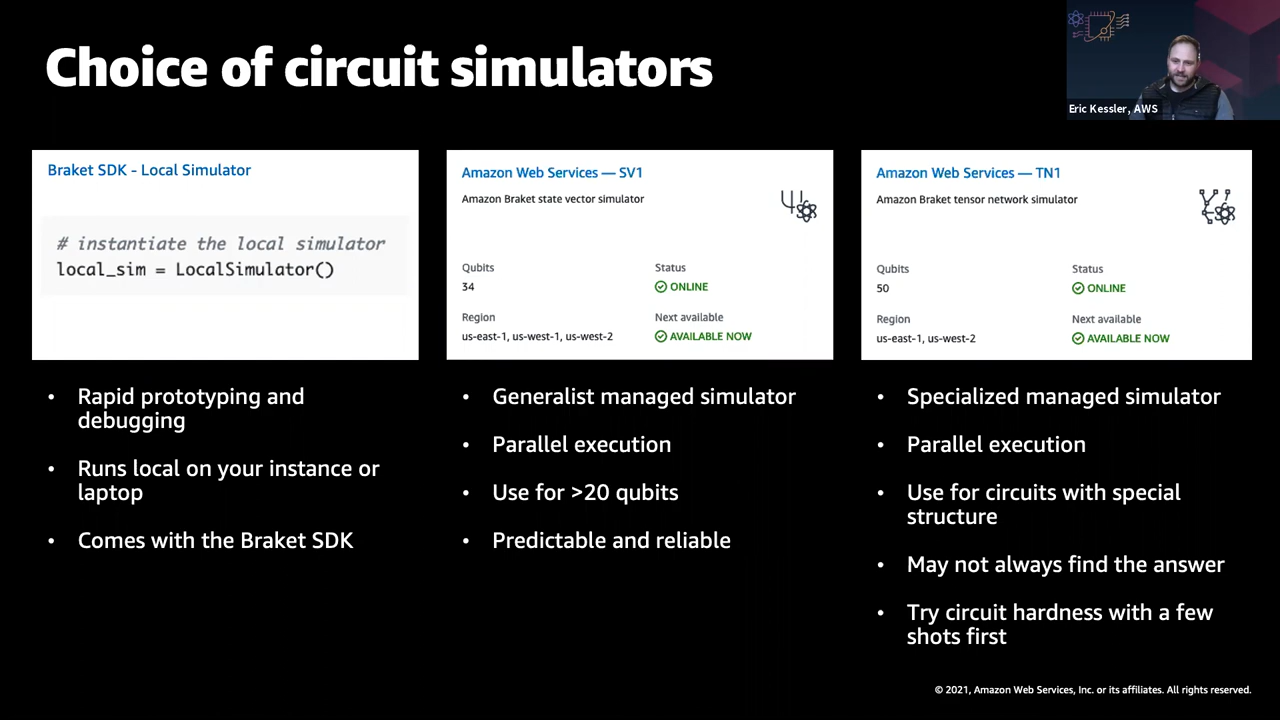 Choice of circuit simulators
Eric Kessler, AWS
Braket SDK - Local Simulator
# instantiate the local simulator
local_sim = LocalSimulator()
• Rapid prototyping and
debugging
• Runs local on your instance or
laptop
• Comes with the Braket SDK
Amazon Web Services — SV1
Amazon Braket state vector simulator
Qubits
34
Status
ONLINE
Region
us-east-1, us-west-1, us-west-2
Next available
AVAILABLE NOW
• Generalist managed simulator
• Parallel execution
• Use for >20 qubits
• Predictable and reliable
Amazon Web Services — TN1
Amazon Braket tensor network simulator
Qubits
50
Status
ONLINE
Region
us-east-1, us-west-2
Next available
AVAILABLE NOW
• Specialized managed simulator
• Parallel execution
• Use for circuits with special
structure
• May not always find the answer
• Try circuit hardness with a few
shots first
© 2021, Amazon Web Services, Inc. or its affiliates. All rights reserved.